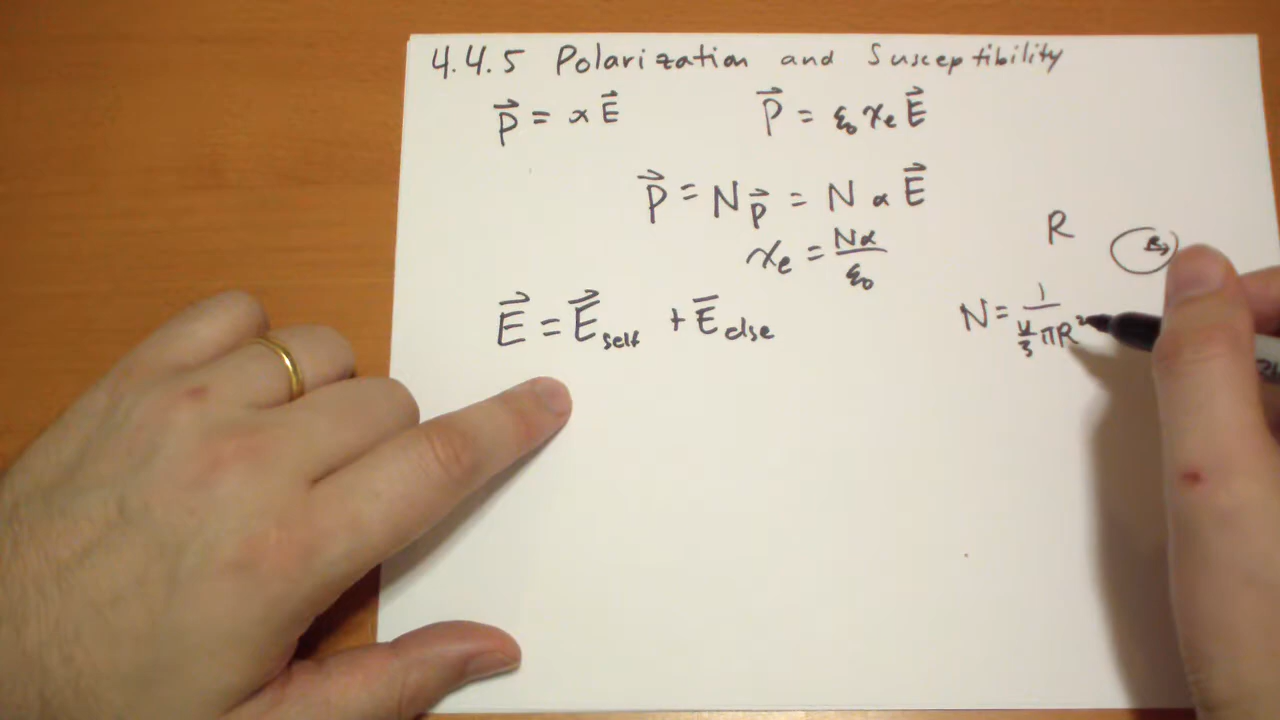 4.4.5 Polarization and Susceptibility
p⃗ = α E⃗    P⃗ = ε₀ χₑ E⃗
P⃗ = N p⃗ = N α E⃗
R    R
χₑ = Nα/ε₀
E⃗ = E⃗self + E⃗else
N = 1/(4/3 πR